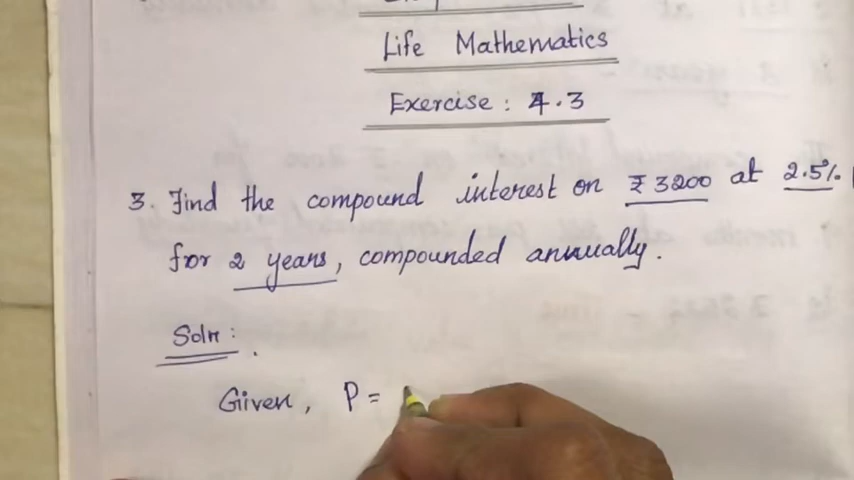 Life Mathematics
Exercise : 4.3
3. Find the compound interest on ₹ 3200 at 2.5%
for 2 years, compounded annually.
Soln :
Given, P =